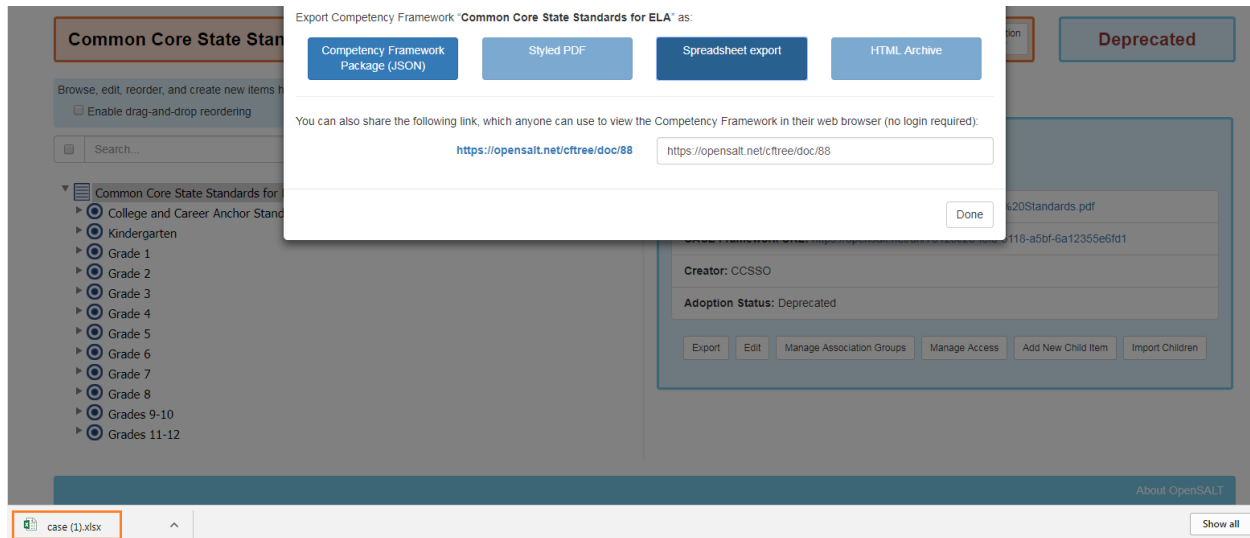 Export Competency Framework "Common Core State Standards for ELA" as:
Common Core State Stan
Competency Framework
Package (JSON)
Styled PDF
Spreadsheet export
HTML Archive
Deprecated
Browse, edit, reorder, and create new items h
Enable drag-and-drop reordering
You can also share the following link, which anyone can use to view the Competency Framework in their web browser (no login required):
Search...
https://opensalt.net/cftree/doc/88
https://opensalt.net/cftree/doc/88
Common Core State Standards for
College and Career Anchor Stand
Done
%20Standards.pdf
Kindergarten
Grade 1
Grade 2
Grade 3
Grade 4
Grade 5
Grade 6
Grade 7
Grade 8
Grades 9-10
Grades 11-12
Creator: CCSSO
Adoption Status: Deprecated
Export
Edit
Manage Association Groups
Manage Access
Add New Child Item
Import Children
About OpenSALT
case (1).xlsx
Show all